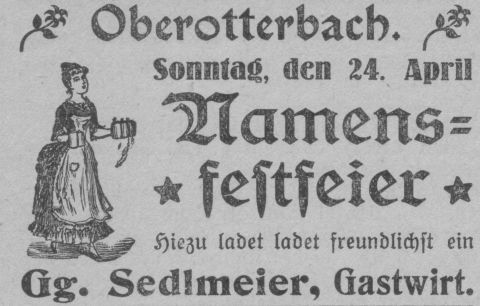 Oberotterbach.
Sonntag, den 24. April
Namens-
festfeier
Hiezu ladet ladet freundlichst ein
Gg. Sedlmeier, Gastwirt.